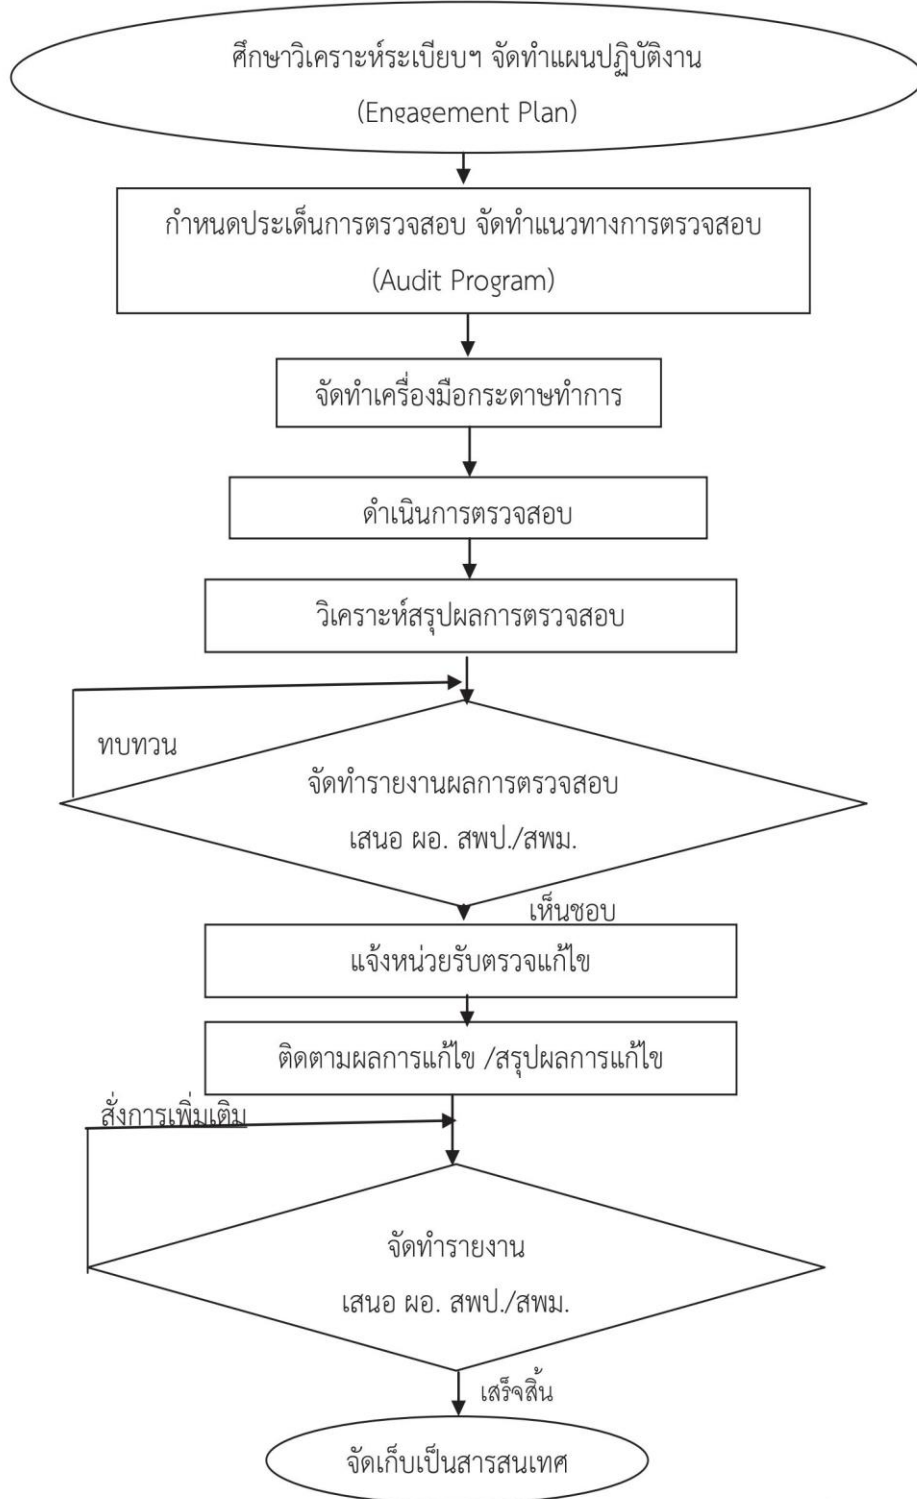 ศึกษาวิเคราะห์ระเบียบฯ จัดทำแผนปฏิบัติงาน
(Engagement Plan)
กำหนดประเด็นการตรวจสอบ จัดทำแนวทางการตรวจสอบ
(Audit Program)
จัดทำเครื่องมือกระดาษทำการ
ดำเนินการตรวจสอบ
วิเคราะห์สรุปผลการตรวจสอบ
ทบทวน
จัดทำรายงานผลการตรวจสอบ
เสนอ ผอ. สพป./สพม.
เห็นชอบ
แจ้งหน่วยรับตรวจแก้ไข
ติดตามผลการแก้ไข /สรุปผลการแก้ไข
สั่งการเพิ่มเติม
จัดทำรายงาน
เสนอ ผอ. สพป./สพม.
เสร็จสิ้น
จัดเก็บเป็นสารสนเทศ